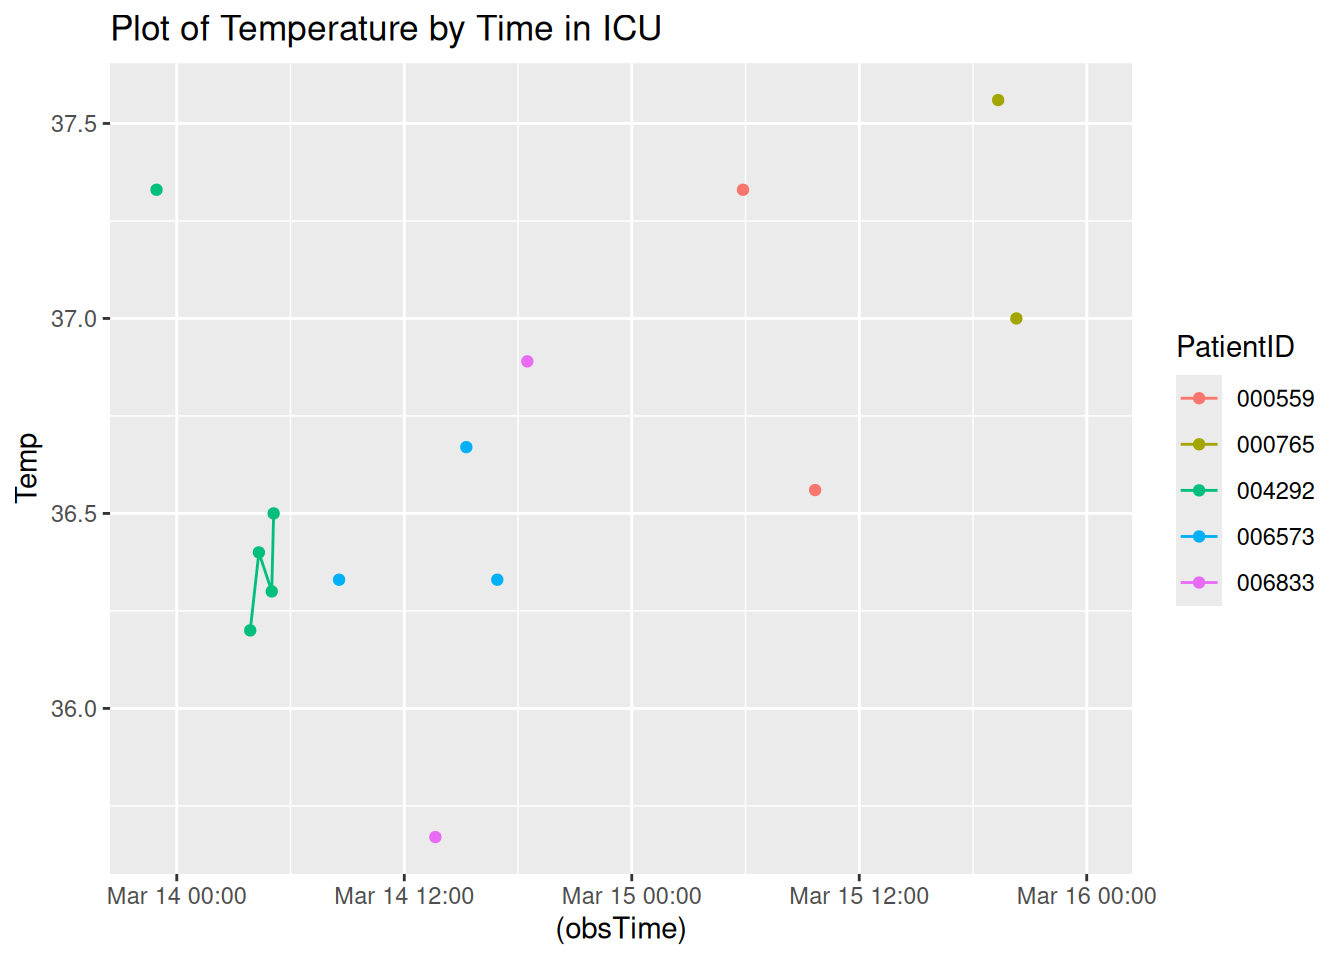 Plot of Temperature by Time in ICU
37.5
37.0
36.5
36.0
Temp
Mar 14 00:00 Mar 14 12:00 Mar 15 00:00 Mar 15 12:00 Mar 16 00:00
(obsTime)
PatientID
000559
000765
004292
006573
006833